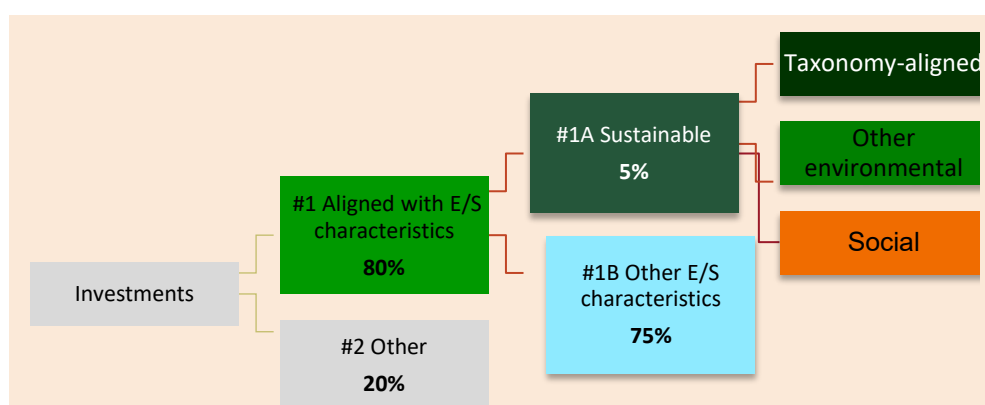 Investments
#1 Aligned with E/S
characteristics
80%
#2 Other
20%
#1A Sustainable
5%
#1B Other E/S
characteristics
75%
Taxonomy-aligned
Other
environmental
Social